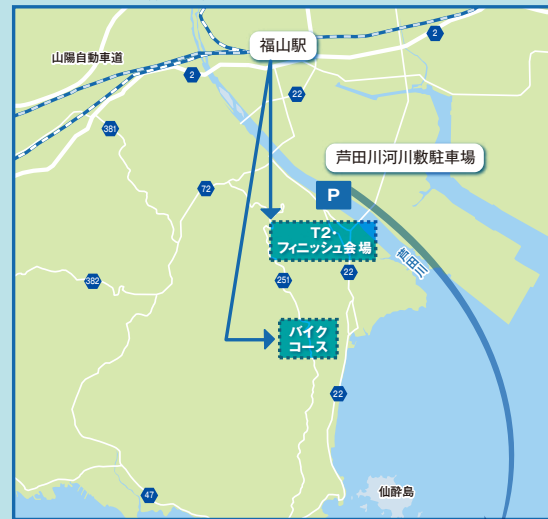 福山駅
2
山陽自動車道
2
22
381
芦田川河川敷駐車場
72
P
T2・
フィニッシュ会場
芦田川
22
251
382
バイク
コース
22
47
仙酔島